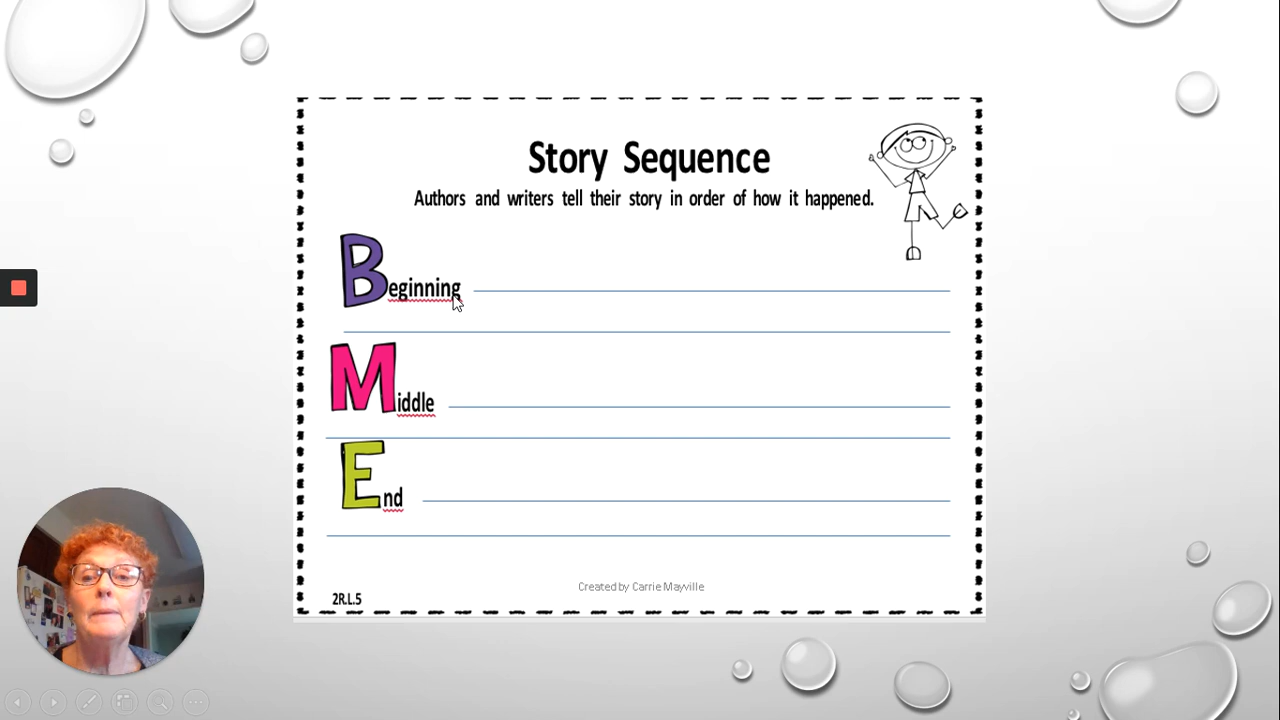 Story Sequence
Authors and writers tell their story in order of how it happened.
Beginning
Middle
End
Created by Carrie Mayville
2R.L.5